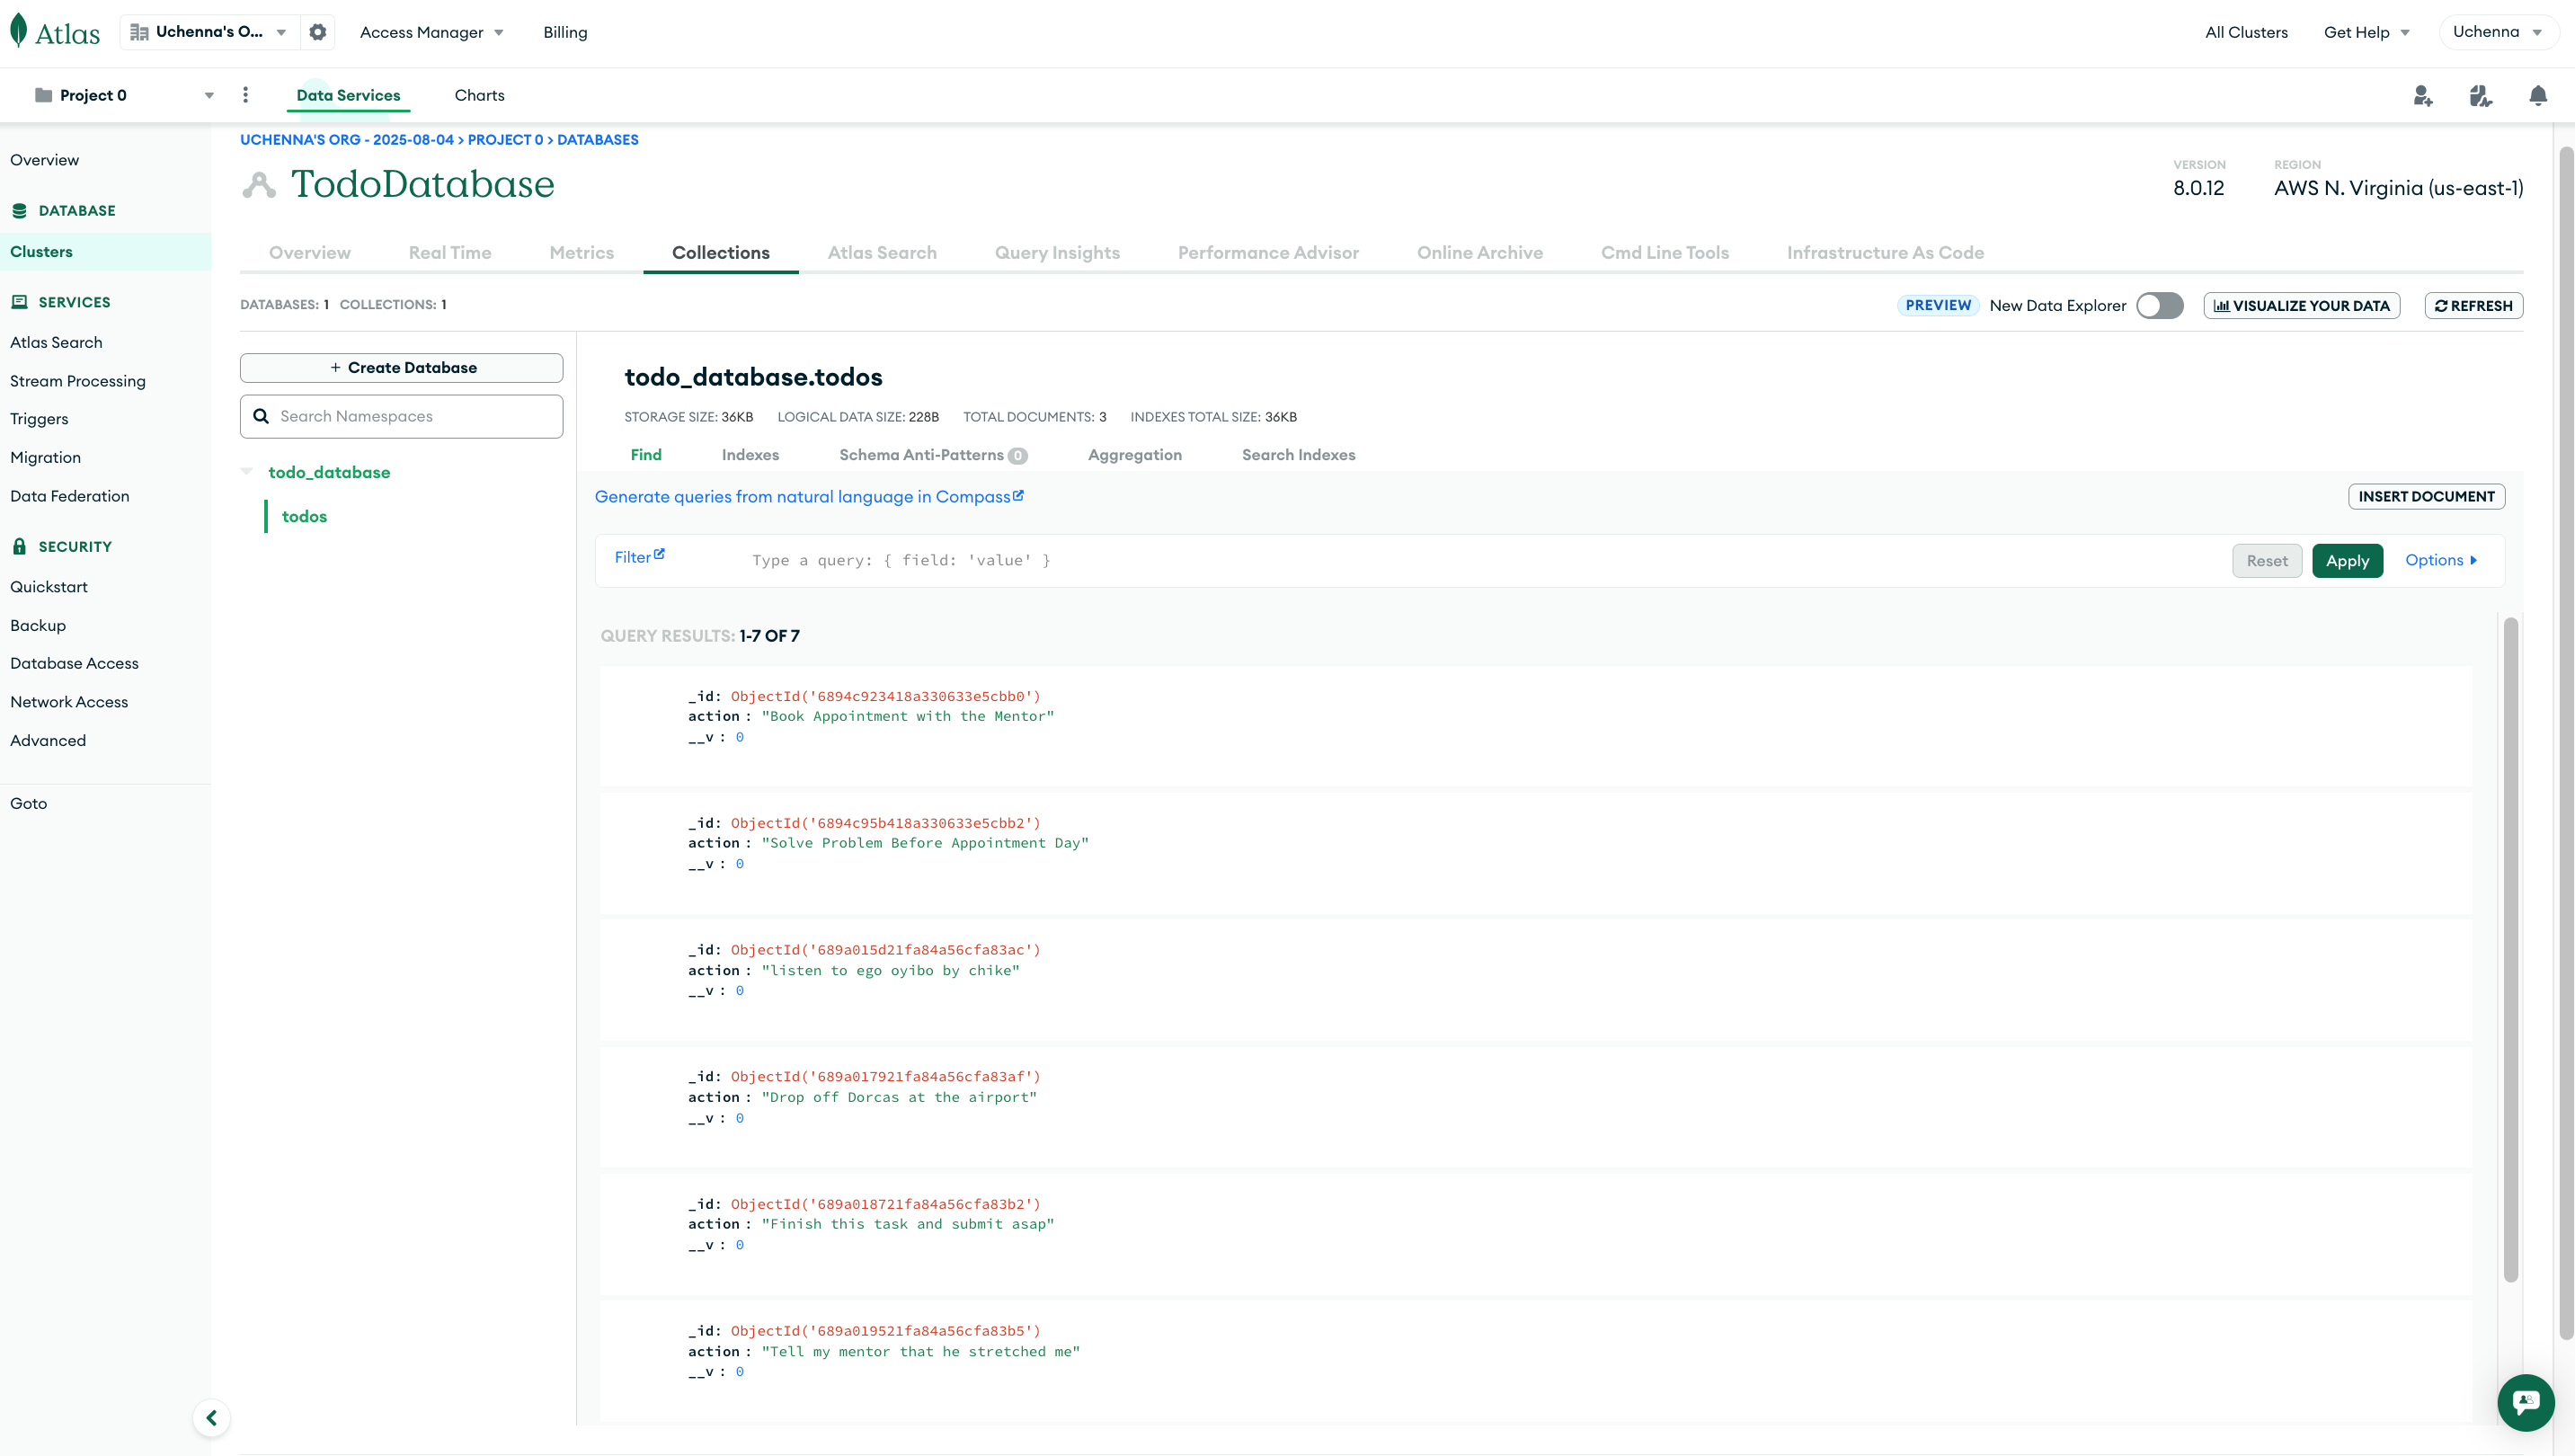 Atlas
Uchenna's O...
Access Manager
Billing
All Clusters
Get Help
Uchenna
Project 0
Data Services
Charts
Overview
DATABASE
Clusters
SERVICES
Atlas Search
Stream Processing
Triggers
Migration
Data Federation
SECURITY
Quickstart
Backup
Database Access
Network Access
Advanced
Goto
UCHENNA'S ORG - 2025-08-04 > PROJECT 0 > DATABASES
TodoDatabase
VERSION
8.0.12
REGION
AWS N. Virginia (us-east-1)
Overview
Real Time
Metrics
Collections
Atlas Search
Query Insights
Performance Advisor
Online Archive
Cmd Line Tools
Infrastructure As Code
DATABASES: 1 COLLECTIONS: 1
PREVIEW
New Data Explorer
VISUALIZE YOUR DATA
REFRESH
+ Create Database
Search Namespaces
todo_database
todos
todo_database.todos
STORAGE SIZE: 36KB LOGICAL DATA SIZE: 228B TOTAL DOCUMENTS: 3 INDEXES TOTAL SIZE: 36KB
Find
Indexes
Schema Anti-Patterns 0
Aggregation
Search Indexes
Generate queries from natural language in Compass
INSERT DOCUMENT
Filter
Type a query: { field: 'value' }
Reset
Apply
Options
QUERY RESULTS: 1-7 OF 7
_id: ObjectId('6894c923418a330633e5cbb0')
action : "Book Appointment with the Mentor"
__v : 0
_id: ObjectId('6894c95b418a330633e5cbb2')
action : "Solve Problem Before Appointment Day"
__v : 0
_id: ObjectId('689a015d21fa84a56cfa83ac')
action : "listen to ego oyibo by chike"
__v : 0
_id: ObjectId('689a017921fa84a56cfa83af')
action : "Drop off Dorcas at the airport"
__v : 0
_id: ObjectId('689a018721fa84a56cfa83b2')
action : "Finish this task and submit asap"
__v : 0
_id: ObjectId('689a019521fa84a56cfa83b5')
action : "Tell my mentor that he stretched me"
__v : 0